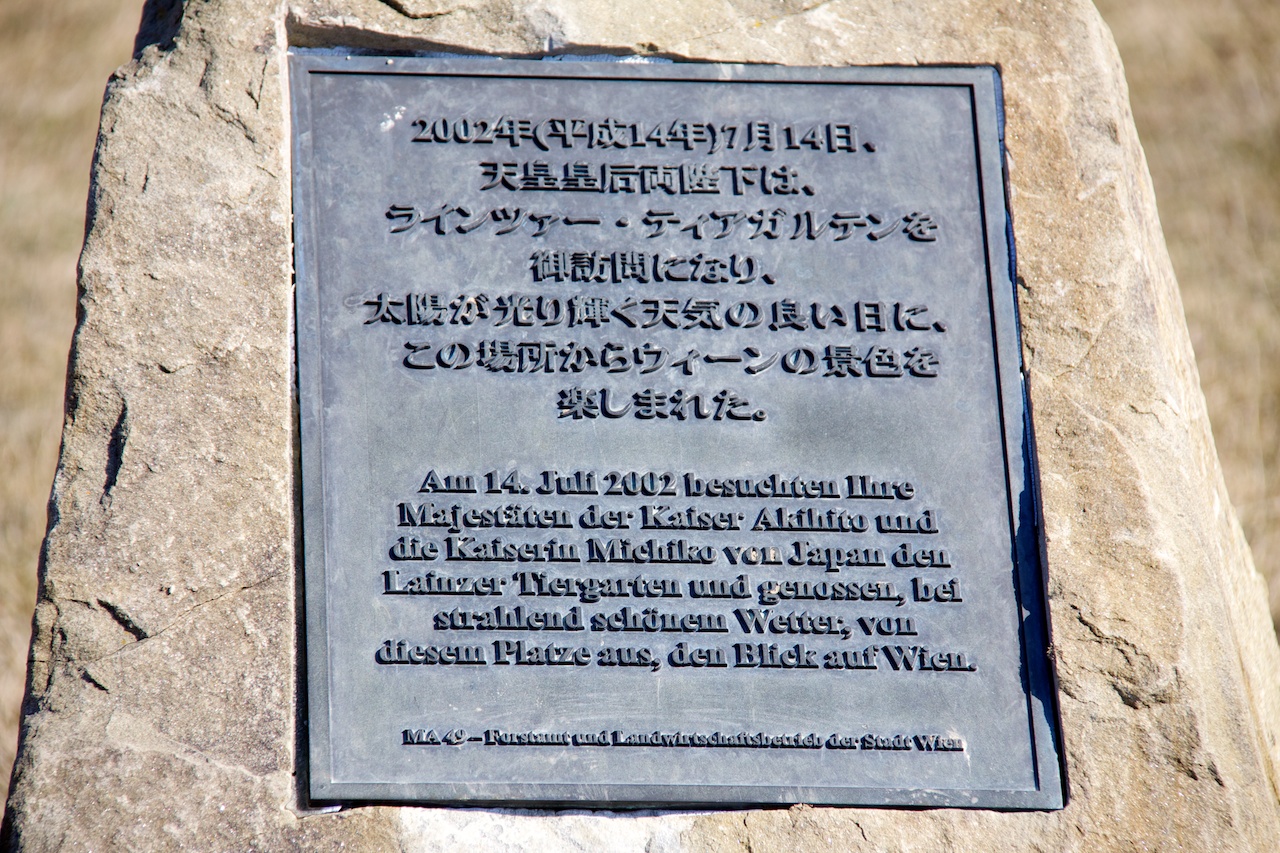 2002年(平成14年)7月14日、
天皇皇后両陛下は、
ラインツァー・ティアガルテンを
御訪問になり、
太陽が光り輝く天気の良い日に、
この場所からウィーンの景色を
楽しまれた。
Am 14. Juli 2002 besuchten Ihre
Majestäten der Kaiser Akihito und
die Kaiserin Michiko von Japan den
Lainzer Tiergarten und genossen, bei
strahlend schönem Wetter, von
diesem Platze aus, den Blick auf Wien.
MA 49 – Forstamt und Landwirtschaftsbetrieb der Stadt Wien